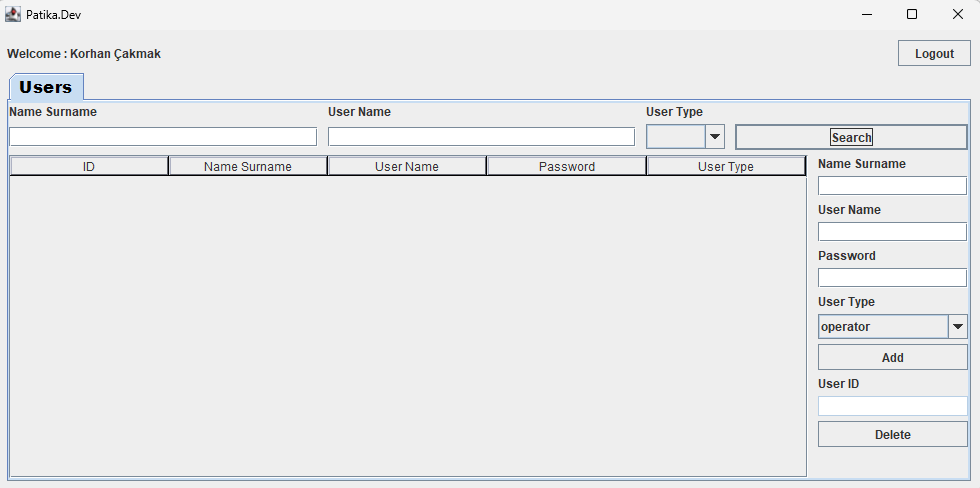 Patika.Dev
Welcome : Korhan Çakmak
Logout
Users
Name Surname
User Name
User Type
Search
ID
Name Surname
User Name
Password
User Type
Name Surname
User Name
Password
User Type
operator
Add
User ID
Delete